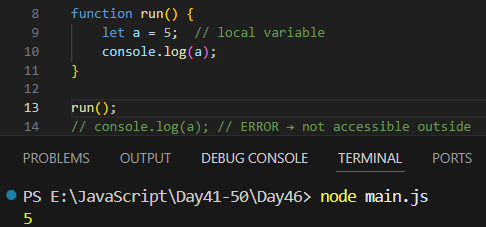 8 function run() {
9 let a = 5; // local variable
10 console.log(a);
11 }
12
13 run();
14 // console.log(a); // ERROR → not accessible outside
PROBLEMS OUTPUT DEBUG CONSOLE TERMINAL PORTS
PS E:\JavaScript\Day41-50\Day46> node main.js
5